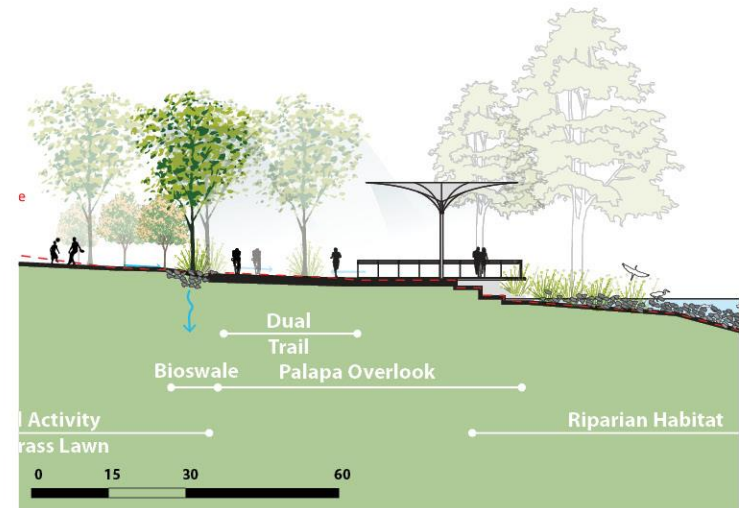 e
Dual
Trail
Bioswale Palapa Overlook
l Activity
rass Lawn
Riparian Habitat
0 15 30 60